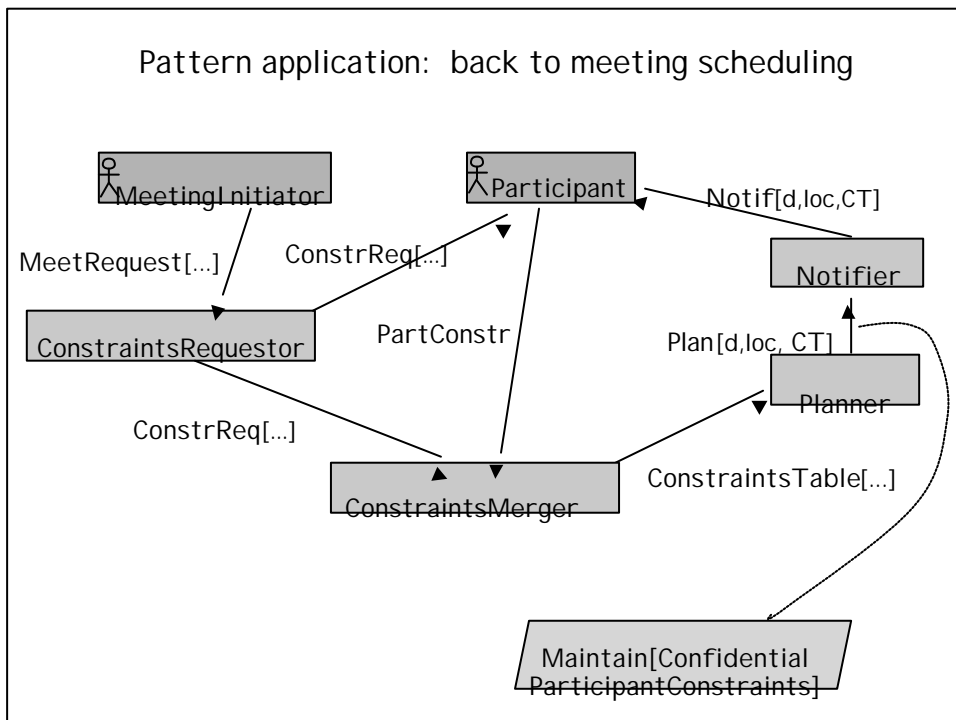 Pattern application: back to meeting scheduling
MeetingInitiator
Participant
Notif[d,loc,CT]
MeetRequest[...]
ConstrReq[...]
Notifier
ConstraintsRequestor
PartConstr
Plan[d,loc, CT]
Planner
ConstrReq[...]
ConstraintsTable[...]
ConstraintsMerger
Maintain[Confidential
ParticipantConstraints]